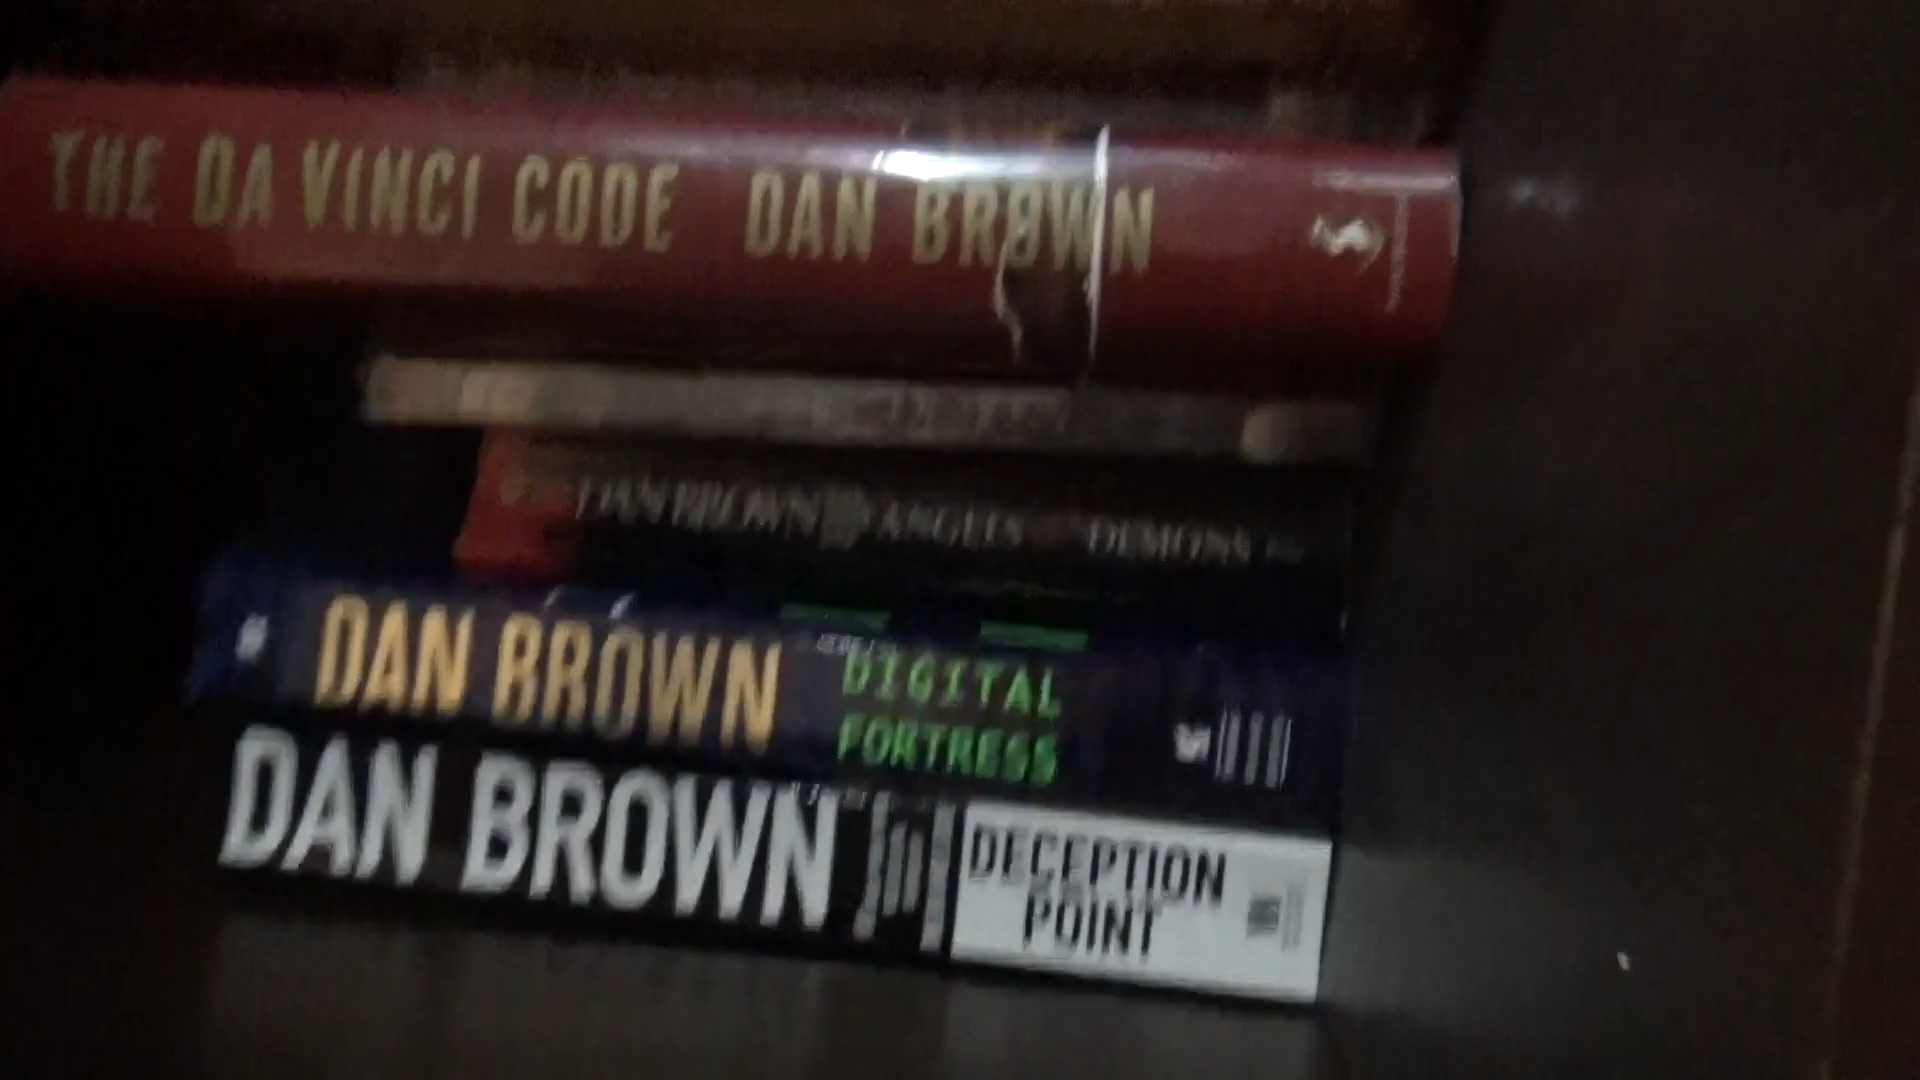 THE DA VINCI CODE DAN BROWN
DAN BROWN ANGELS DEMONS
DAN BROWN DIGITAL
FORTRESS
DAN BROWN DECEPTION
POINT